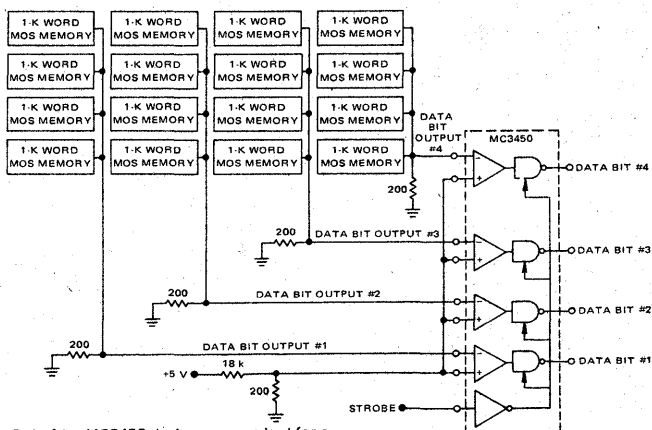 1-K WORD MOS MEMORY 1-K WORD MOS MEMORY 1-K WORD MOS MEMORY 1-K WORD MOS MEMORY
1-K WORD MOS MEMORY 1-K WORD MOS MEMORY 1-K WORD MOS MEMORY 1-K WORD MOS MEMORY
1-K WORD MOS MEMORY 1-K WORD MOS MEMORY 1-K WORD MOS MEMORY 1-K WORD MOS MEMORY
1-K WORD MOS MEMORY 1-K WORD MOS MEMORY 1-K WORD MOS MEMORY 1-K WORD MOS MEMORY
DATA
BIT
OUTPUT
#4
MC3450
200
DATA BIT #4
200
DATA BIT OUTPUT #3
DATA BIT #3
200
DATA BIT OUTPUT #2
DATA BIT #2
200
DATA BIT OUTPUT #1
DATA BIT #1
+5 V
18 k
200
STROBE